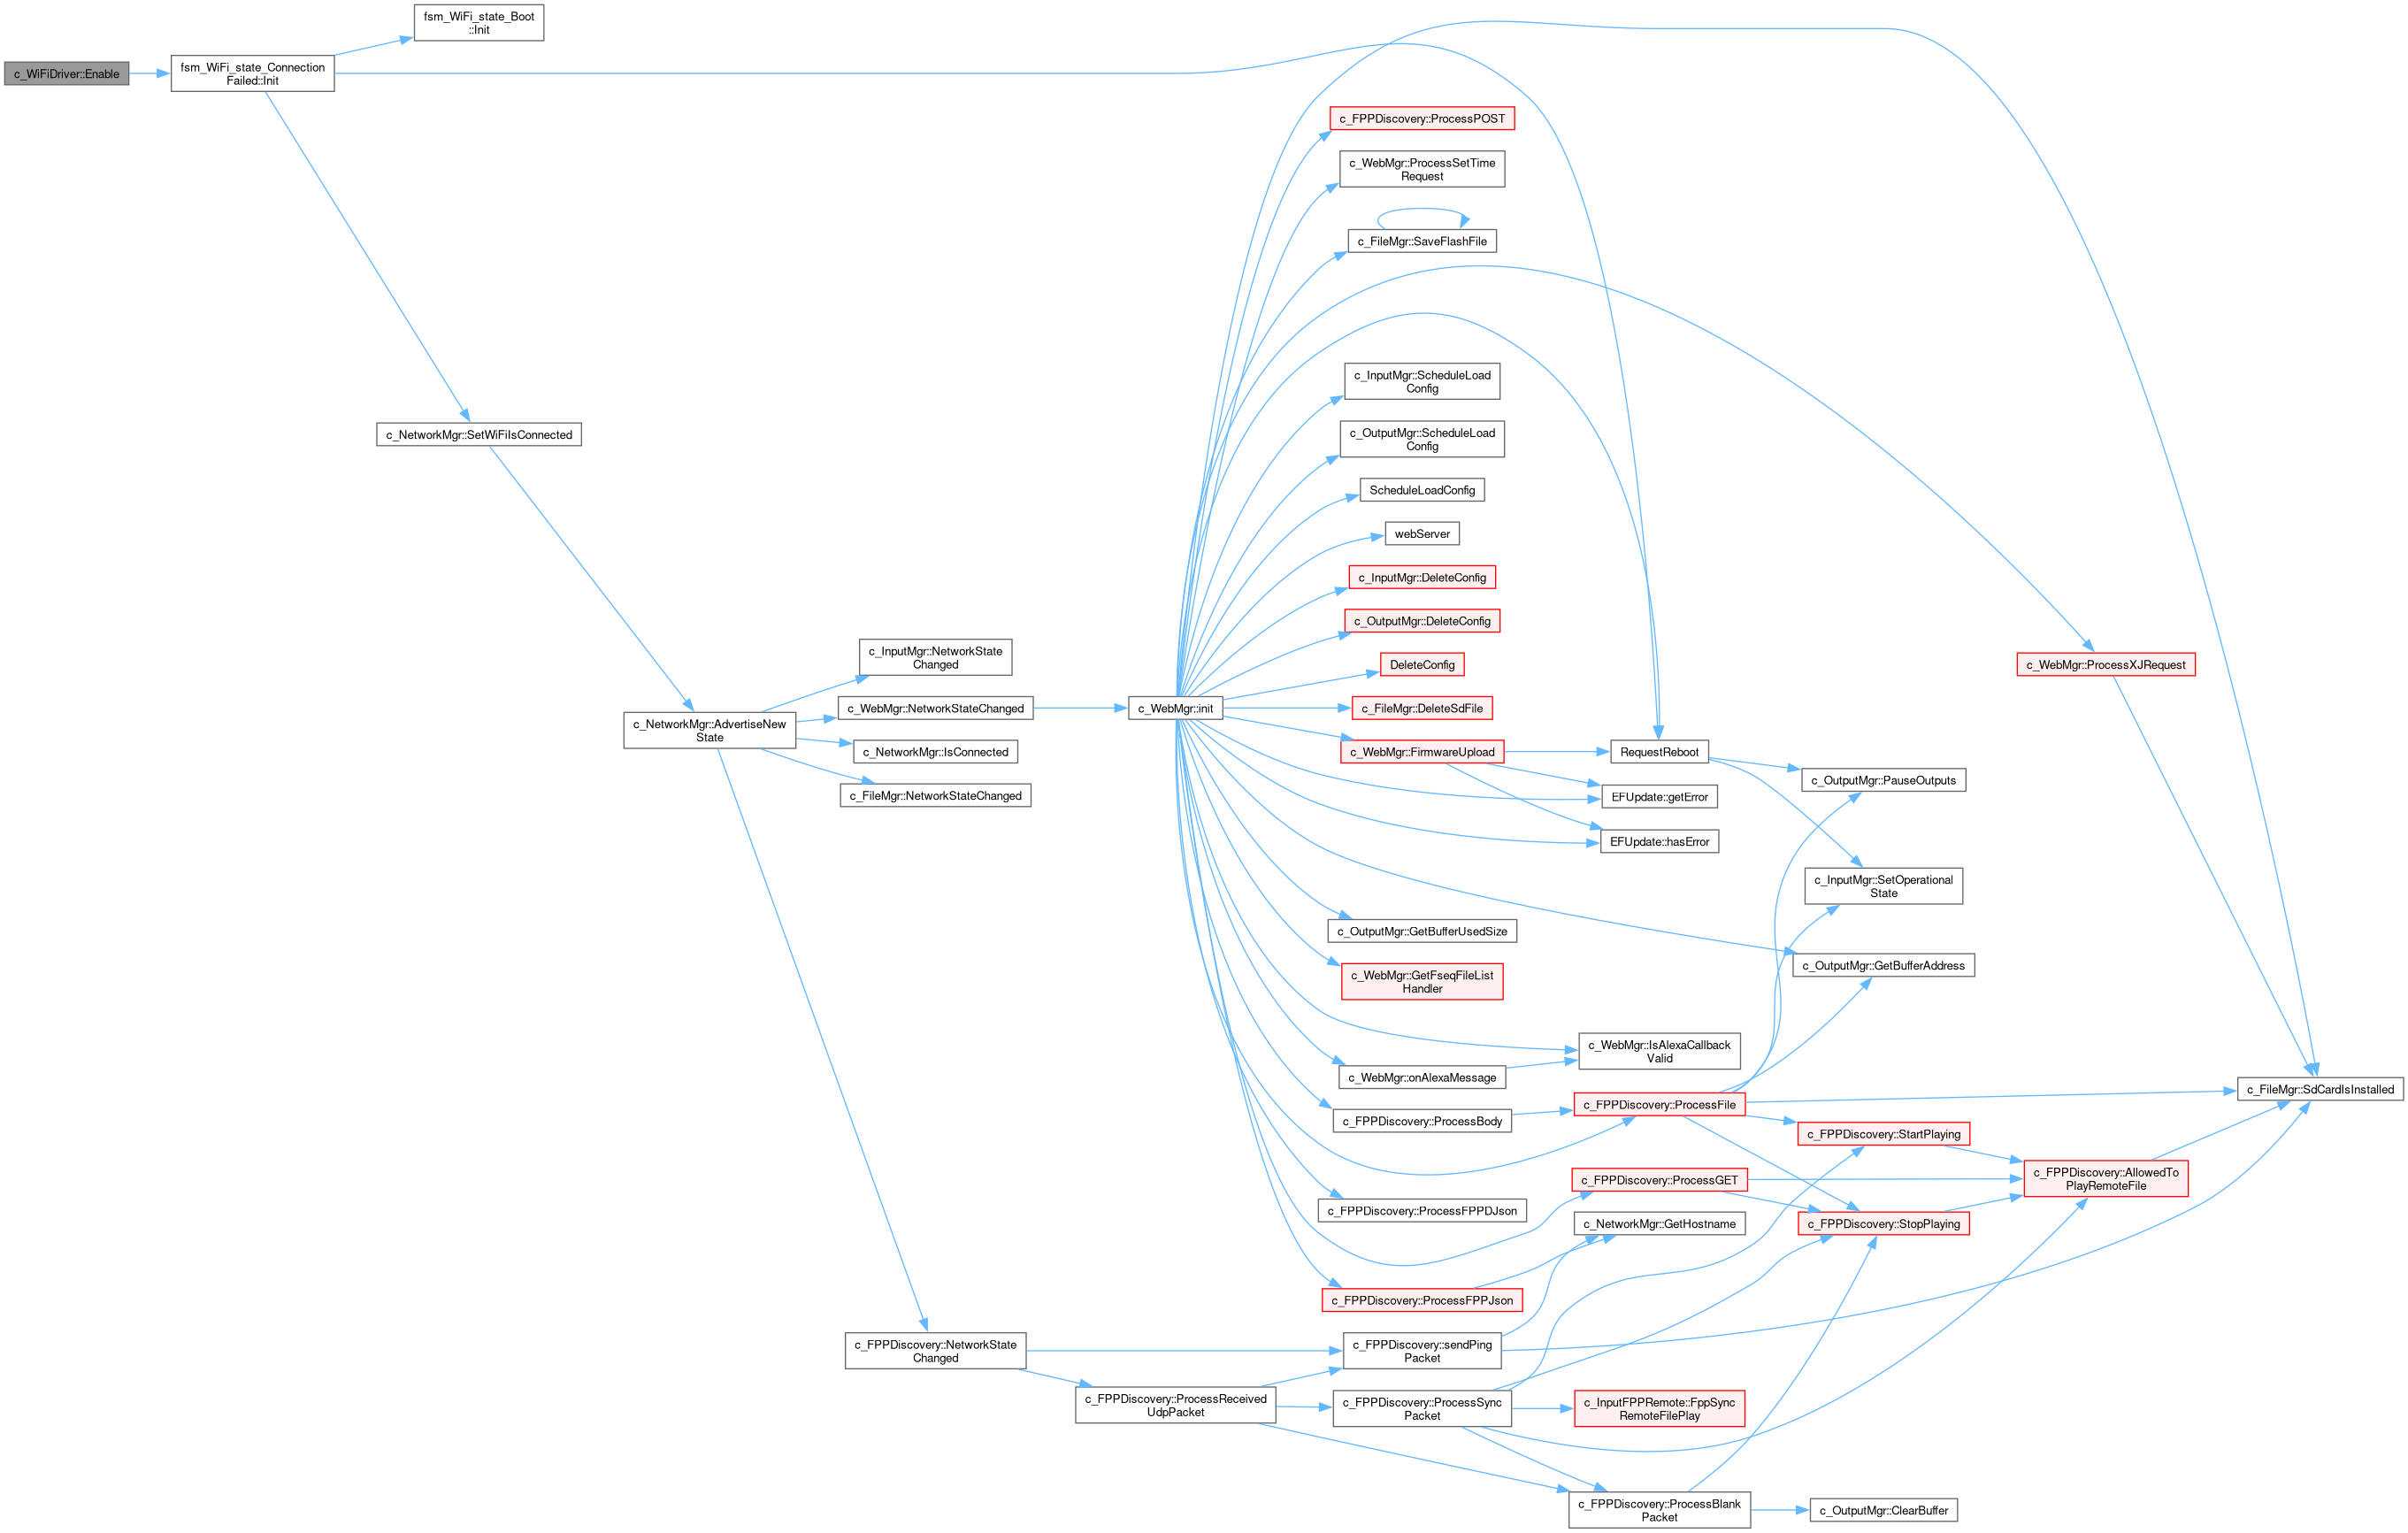 fsm_WiFi_state_Boot
::Init
c_WiFiDriver::Enable
fsm_WiFi_state_Connection
Failed::Init
c_FPPDiscovery::ProcessPOST
c_WebMgr::ProcessSetTime
Request
c_FileMgr::SaveFlashFile
c_InputMgr::ScheduleLoad
Config
c_NetworkMgr::SetWiFiIsConnected
c_OutputMgr::ScheduleLoad
Config
ScheduleLoadConfig
webServer
c_InputMgr::DeleteConfig
c_OutputMgr::DeleteConfig
c_InputMgr::NetworkState
Changed
DeleteConfig
c_WebMgr::ProcessXJRequest
c_WebMgr::NetworkStateChanged
c_WebMgr::init
c_FileMgr::DeleteSdFile
c_NetworkMgr::AdvertiseNew
State
c_NetworkMgr::IsConnected
c_WebMgr::FirmwareUpload
RequestReboot
c_OutputMgr::PauseOutputs
c_FileMgr::NetworkStateChanged
EFUpdate::getError
EFUpdate::hasError
c_InputMgr::SetOperational
State
c_OutputMgr::GetBufferUsedSize
c_OutputMgr::GetBufferAddress
c_WebMgr::GetFseqFileList
Handler
c_WebMgr::IsAlexaCallback
Valid
c_WebMgr::onAlexaMessage
c_FileMgr::SdCardIsInstalled
c_FPPDiscovery::ProcessFile
c_FPPDiscovery::ProcessBody
c_FPPDiscovery::StartPlaying
c_FPPDiscovery::AllowedTo
PlayRemoteFile
c_FPPDiscovery::ProcessGET
c_FPPDiscovery::ProcessFPPDJson
c_NetworkMgr::GetHostname
c_FPPDiscovery::StopPlaying
c_FPPDiscovery::ProcessFPPJson
c_FPPDiscovery::NetworkState
Changed
c_FPPDiscovery::sendPing
Packet
c_FPPDiscovery::ProcessReceived
UdpPacket
c_FPPDiscovery::ProcessSync
Packet
c_InputFPPRemote::FppSync
RemoteFilePlay
c_FPPDiscovery::ProcessBlank
Packet
c_OutputMgr::ClearBuffer